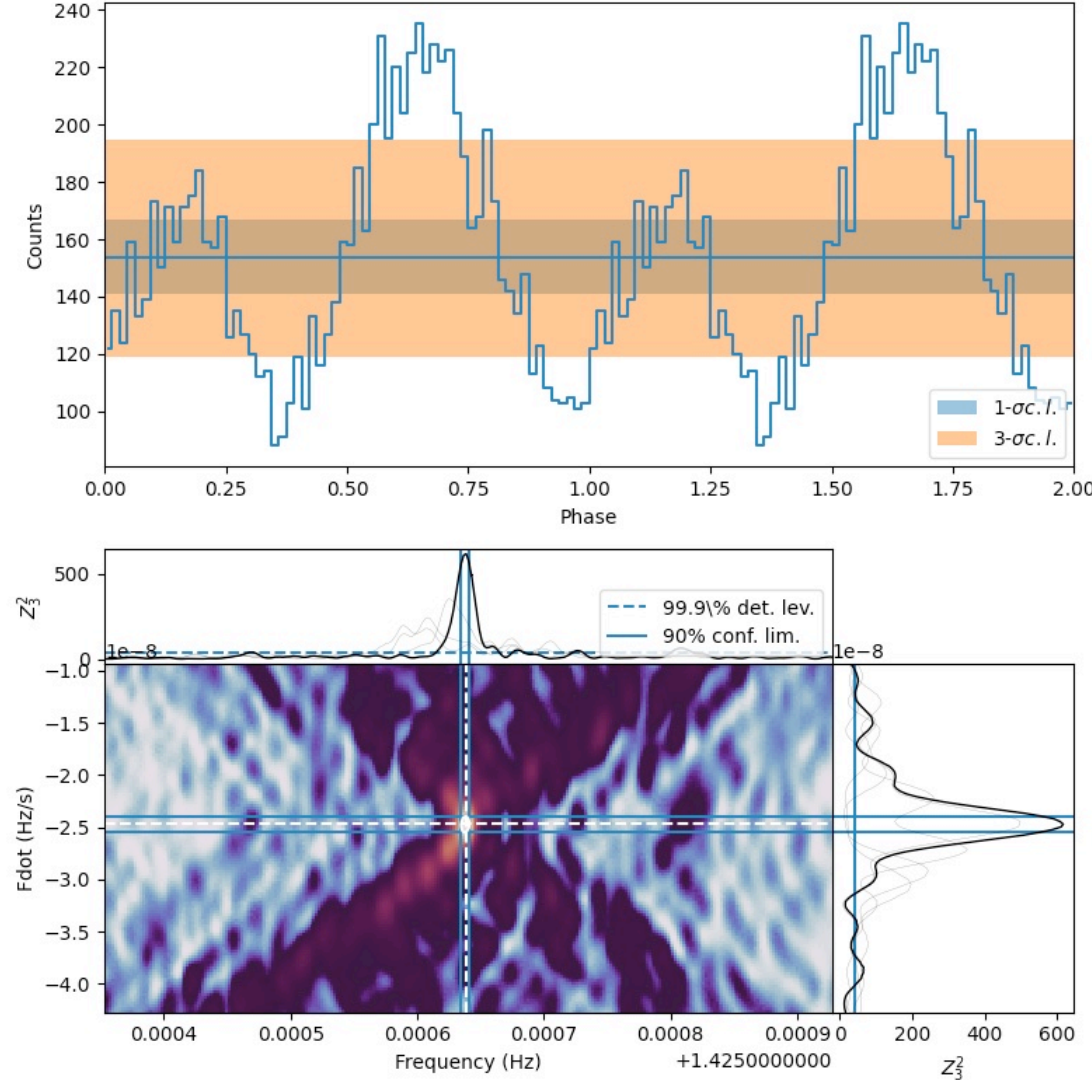 240
220
200
180
160
140
120
100
Counts
1-σc. l.
3-σc. l.
0.00 0.25 0.50 0.75 1.00 1.25 1.50 1.75 2.00
Phase
500
0
Z₃²
99.9\% det. lev.
90% conf. lim.
1e−8
1e−8
−1.0
−1.5
−2.0
−2.5
−3.0
−3.5
−4.0
Fdot (Hz/s)
0.0004 0.0005 0.0006 0.0007 0.0008 0.0009
Frequency (Hz)
+1.4250000000
0 200 400 600
Z₃²